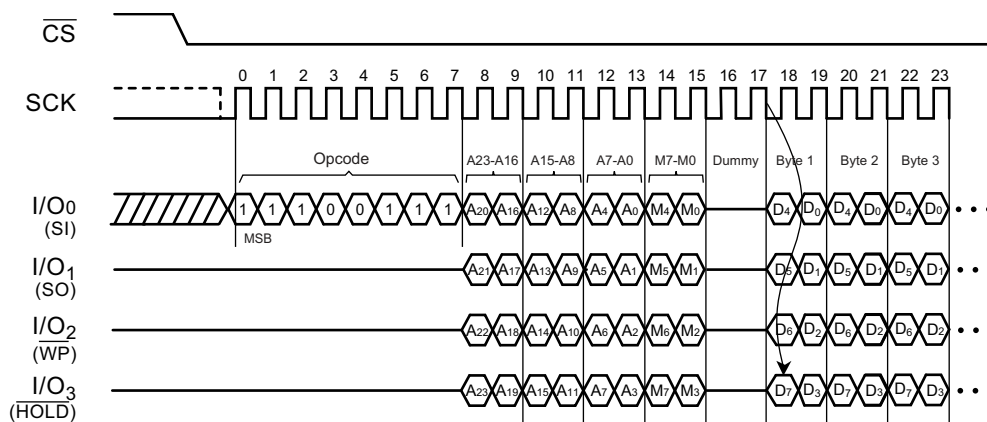 CS
0 1 2 3 4 5 6 7 8 9 10 11 12 13 14 15 16 17 18 19 20 21 22 23
SCK
Opcode A23-A16 A15-A8 A7-A0 M7-M0 Dummy Byte 1 Byte 2 Byte 3
I/O0 1 1 1 0 0 1 1 1 A20 A16 A12 A8 A4 A0 M4 M0 D4 D0 D4 D0 D4 D0
(SI)
MSB
I/O1 A21 A17 A13 A9 A5 A1 M5 M1 D5 D1 D5 D1 D5 D1
(SO)
I/O2 A22 A18 A14 A10 A6 A2 M6 M2 D6 D2 D6 D2 D6 D2
(WP)
I/O3 A23 A19 A15 A11 A7 A3 M7 M3 D7 D3 D7 D3 D7 D3
(HOLD)